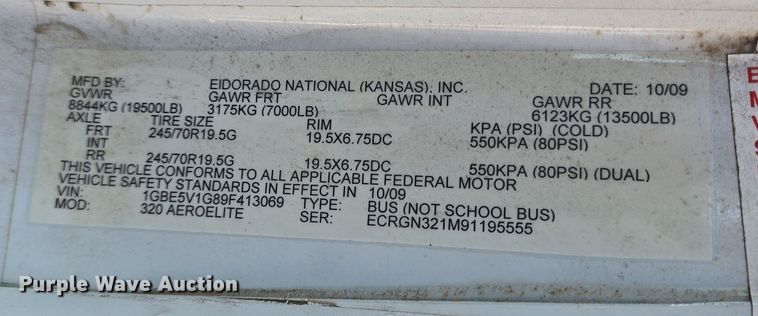 MFD BY: EIDORADO NATIONAL (KANSAS), INC. DATE: 10/09
GVWR GAWR FRT GAWR INT GAWR RR
8844KG (19500LB) 3175KG (7000LB) 6123KG (13500LB)
AXLE TIRE SIZE RIM KPA (PSI) (COLD)
FRT 245/70R19.5G 19.5X6.75DC 550KPA (80PSI)
INT
RR 245/70R19.5G 19.5X6.75DC 550KPA (80PSI) (DUAL)
THIS VEHICLE CONFORMS TO ALL APPLICABLE FEDERAL MOTOR
VEHICLE SAFETY STANDARDS IN EFFECT IN 10/09
VIN: 1GBE5V1G89F413069 TYPE: BUS (NOT SCHOOL BUS)
MOD: 320 AEROELITE SER: ECRGN321M91195555
Purple Wave Auction